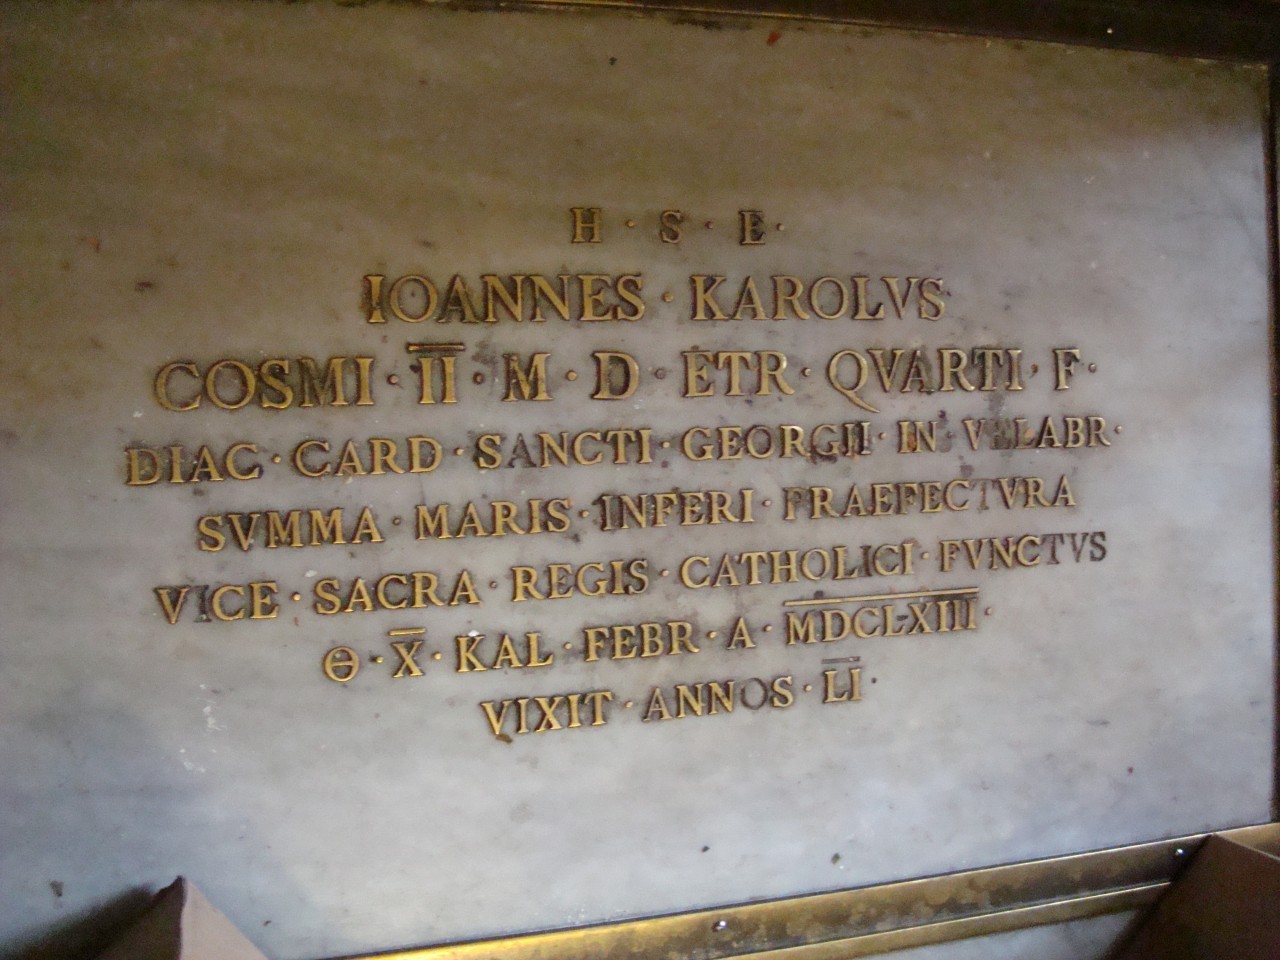 H · S · E ·
IOANNES · KAROLVS
COSMI · II · M · D · ETR · QVARTI · F ·
DIAC · CARD · SANCTI · GEORGII · IN · VELABR ·
SVMMA · MARIS · INFERI · PRAEFECTVRA
VICE · SACRA · REGIS · CATHOLICI · FVNCTVS
Θ · X · KAL · FEBR · A · MDCLXIII ·
VIXIT · ANNOS · LI ·